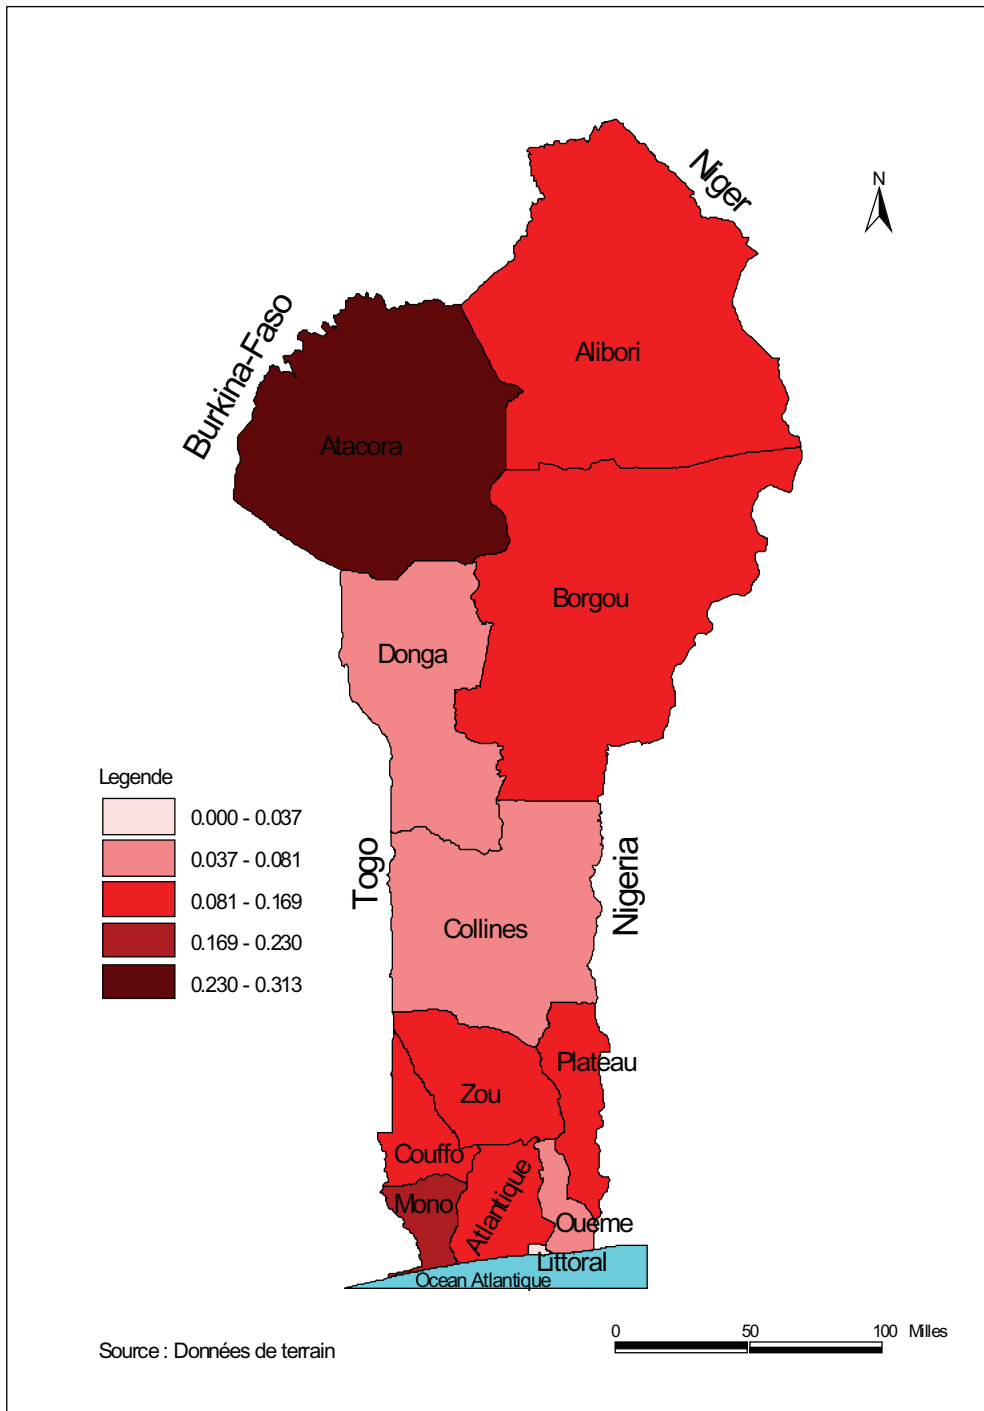 Niger
N
Burkina-Faso
Alibori
Atacora
Borgou
Donga
Legende
0.000 - 0.037
0.037 - 0.081
0.081 - 0.169
0.169 - 0.230
0.230 - 0.313
Togo
Nigeria
Collines
Plateau
Zou
Couffo
Mono
Atlantique
Oueme
Littoral
Ocean Atlantique
0 50 100 Milles
Source : Données de terrain